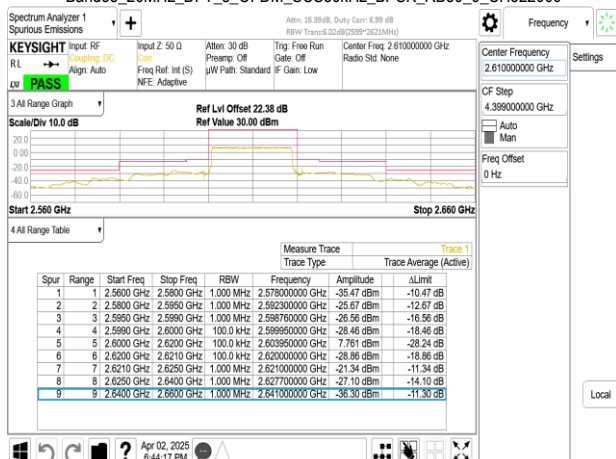 Spectrum Analyzer 1
Spurious Emissions
+
Attn: 15.39dB, Duty Corr: 6.99 dB
RBW Trans:6.02dB(2599~2621MHz)
Frequency
KEYSIGHT
RL
LXI
PASS
Input: RF
Coupling: DC
Align: Auto
Input Z: 50 Ω
Corr
Freq Ref: Int (S)
NFE: Adaptive
Atten: 30 dB
Preamp: Off
µW Path: Standard
Trig: Free Run
Gate: Off
IF Gain: Low
Center Freq: 2.610000000 GHz
Radio Std: None
Center Frequency
2.610000000 GHz
Settings
CF Step
4.399000000 GHz
Auto
Man
Freq Offset
0 Hz
Local
3 All Range Graph
Scale/Div 10.0 dB
Ref Lvl Offset 22.38 dB
Ref Value 30.00 dBm
20.0
0.00
-20.0
-40.0
-60.0
Start 2.560 GHz
Stop 2.660 GHz
4 All Range Table
Measure Trace Trace 1
Trace Type Trace Average (Active)
Spur Range Start Freq Stop Freq RBW Frequency Amplitude ΔLimit
1 1 2.5600 GHz 2.5800 GHz 1.000 MHz 2.578000000 GHz -35.47 dBm -10.47 dB
2 2 2.5800 GHz 2.5950 GHz 1.000 MHz 2.592300000 GHz -25.67 dBm -12.67 dB
3 3 2.5950 GHz 2.5990 GHz 1.000 MHz 2.598760000 GHz -26.56 dBm -16.56 dB
4 4 2.5990 GHz 2.6000 GHz 100.0 kHz 2.599950000 GHz -28.46 dBm -18.46 dB
5 5 2.6000 GHz 2.6200 GHz 100.0 kHz 2.603950000 GHz 7.761 dBm -28.24 dB
6 6 2.6200 GHz 2.6210 GHz 100.0 kHz 2.620000000 GHz -28.86 dBm -18.86 dB
7 7 2.6210 GHz 2.6250 GHz 1.000 MHz 2.621000000 GHz -21.34 dBm -11.34 dB
8 8 2.6250 GHz 2.6400 GHz 1.000 MHz 2.627700000 GHz -27.10 dBm -14.10 dB
9 9 2.6400 GHz 2.6600 GHz 1.000 MHz 2.641000000 GHz -36.30 dBm -11.30 dB
?
Apr 02, 2025
6:44:17 PM